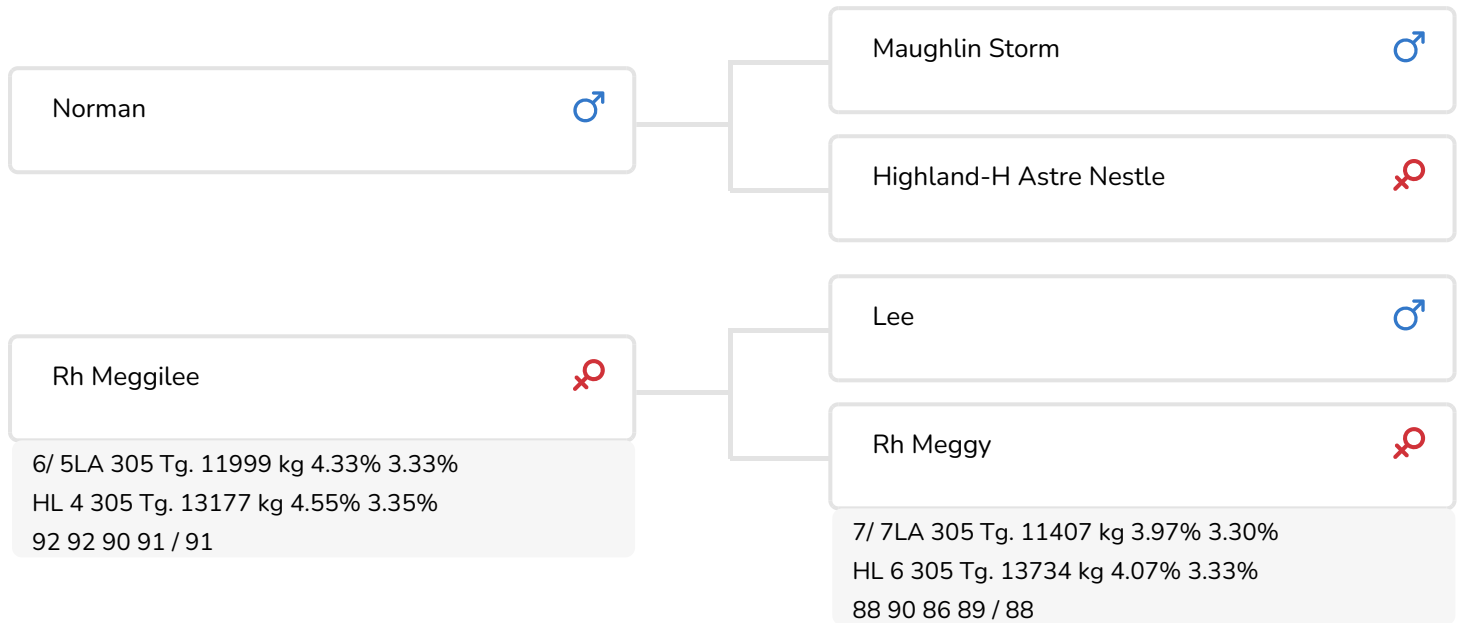 Norman
Maughlin Storm
Highland-H Astre Nestle
Rh Meggilee
6/ 5LA 305 Tg. 11999 kg 4.33% 3.33%
HL 4 305 Tg. 13177 kg 4.55% 3.35%
92 92 90 91 / 91
Lee
Rh Meggy
7/ 7LA 305 Tg. 11407 kg 3.97% 3.30%
HL 6 305 Tg. 13734 kg 4.07% 3.33%
88 90 86 89 / 88